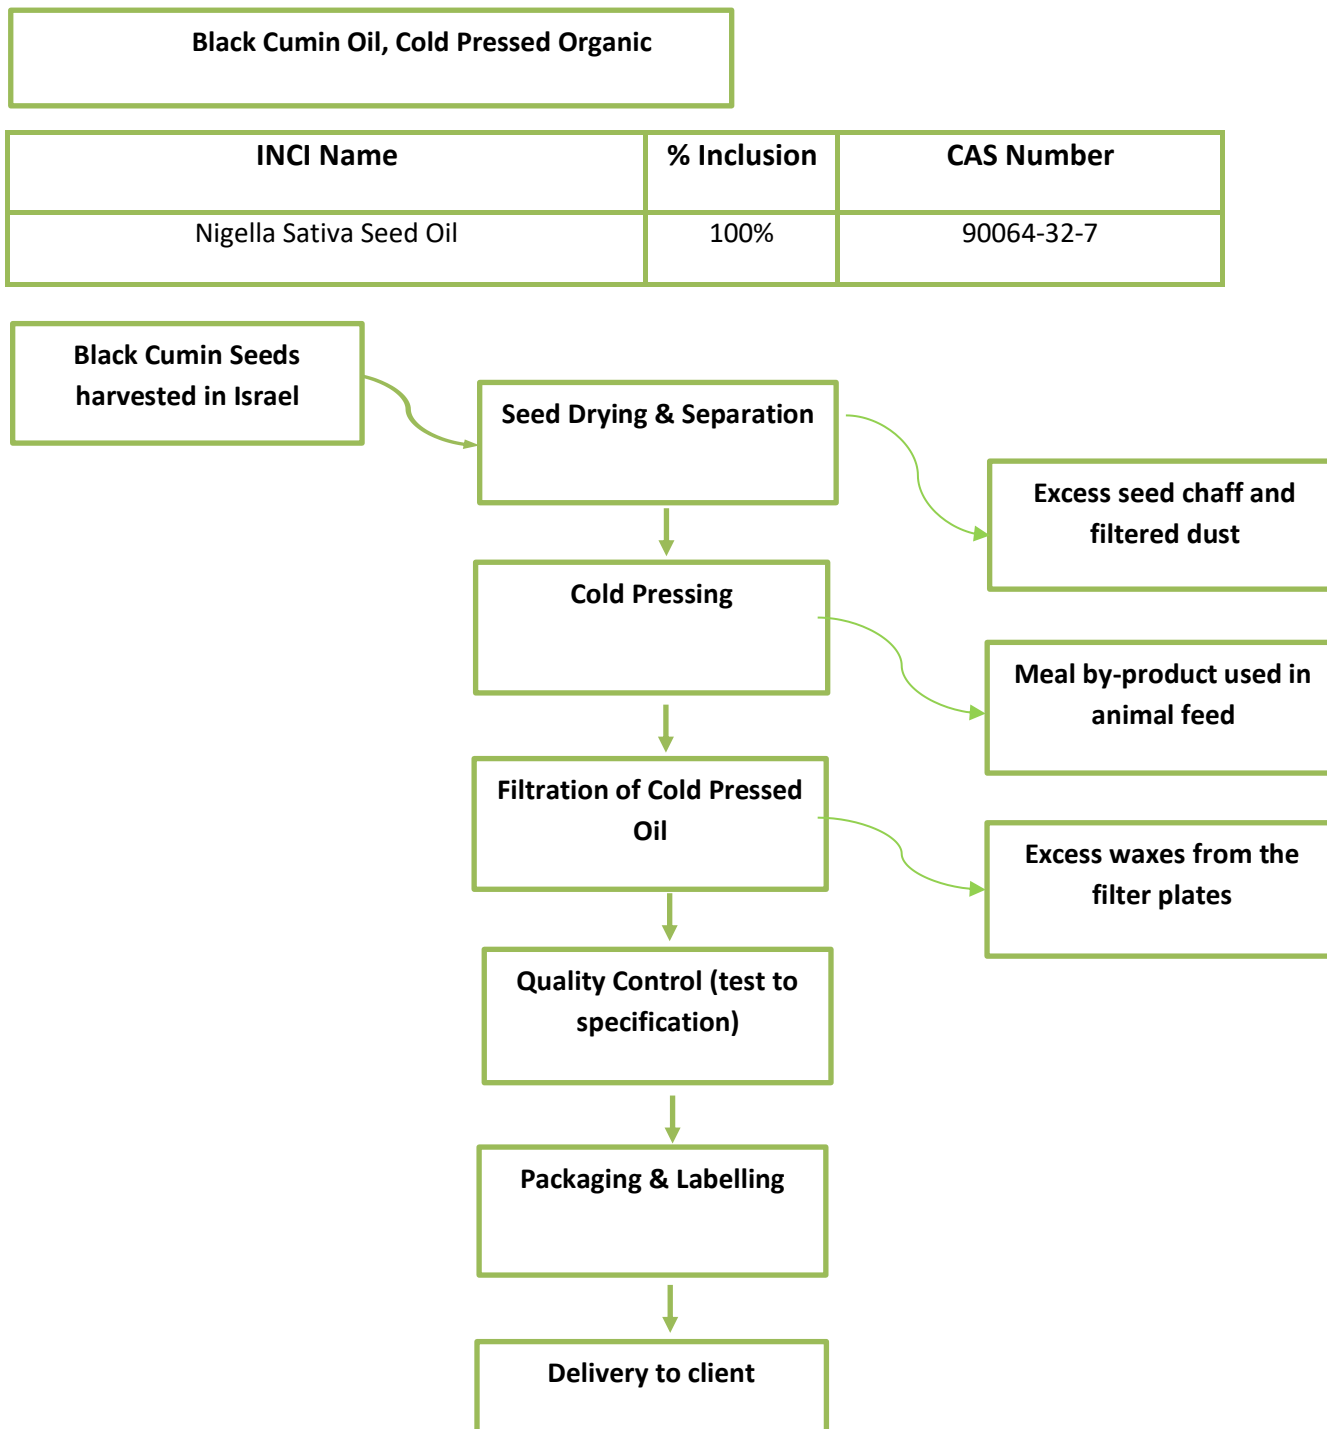 Black Cumin Oil, Cold Pressed Organic
INCI Name % Inclusion CAS Number
Nigella Sativa Seed Oil 100% 90064-32-7
Black Cumin Seeds
harvested in Israel
Seed Drying & Separation
Excess seed chaff and
filtered dust
Cold Pressing
Meal by-product used in
animal feed
Filtration of Cold Pressed
Oil
Excess waxes from the
filter plates
Quality Control (test to
specification)
Packaging & Labelling
Delivery to client